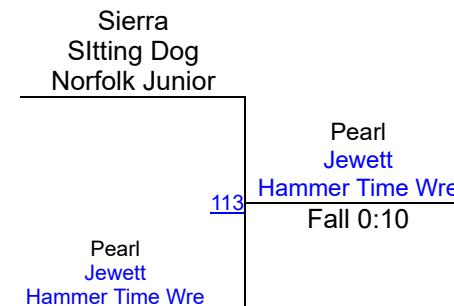 Sierra
SItting Dog
Norfolk Junior
Pearl
Jewett
Hammer Time Wre
113
Fall 0:10
Pearl
Jewett
Hammer Time Wre